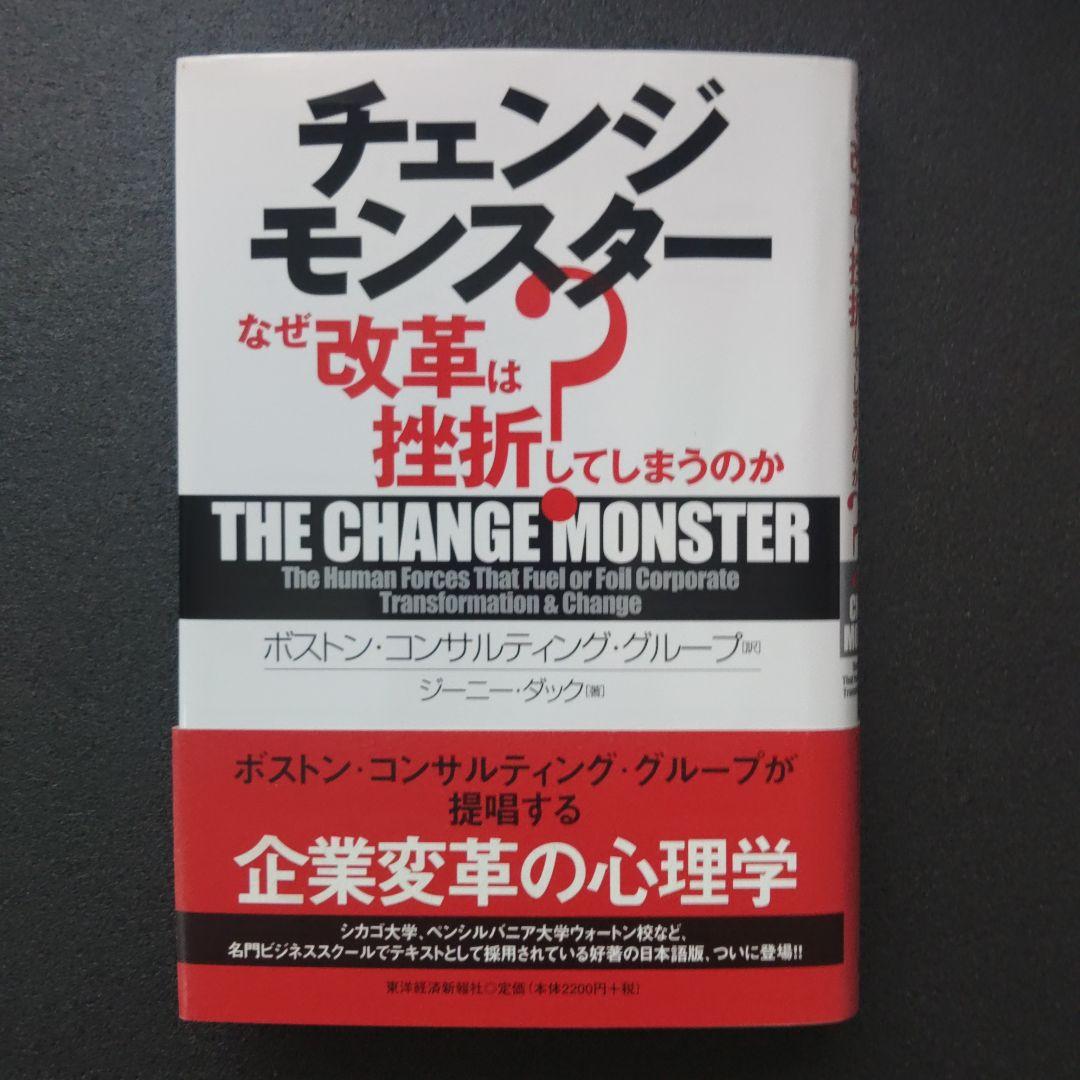 チェンジ
モンスター
なぜ改革は
挫折してしまうのか?
THE CHANGE MONSTER
The Human Forces That Fuel or Foil Corporate
Transformation & Change
ボストン・コンサルティング・グループ[訳]
ジーニー・ダック[著]
ボストン・コンサルティング・グループが
提唱する
企業変革の心理学
シカゴ大学、ペンシルバニア大学ウォートン校など、
名門ビジネススクールでテキストとして採用されている好著の日本語版、ついに登場!!
東洋経済新報社◎定価(本体2200円+税)